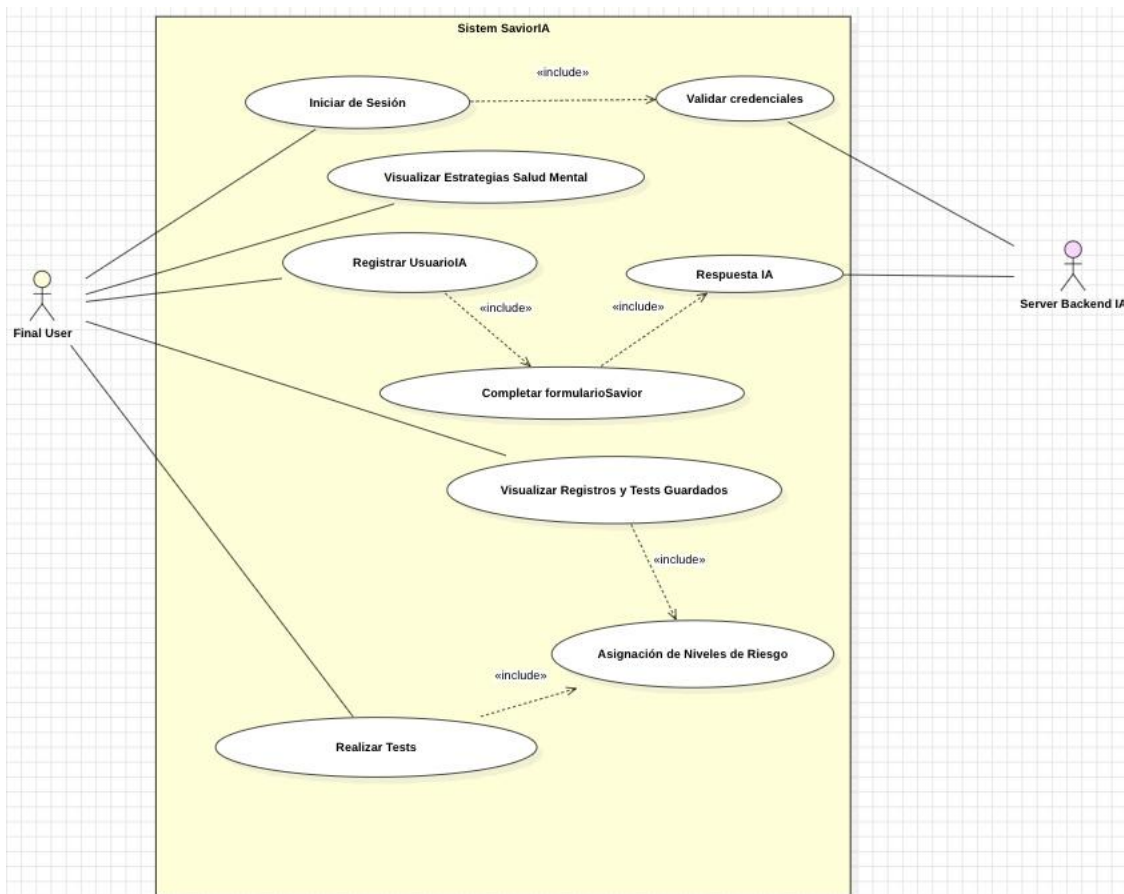 Sistem SaviorIA
«include»
Iniciar de Sesión
Validar credenciales
Visualizar Estrategias Salud Mental
Registrar UsuarioIA
Respuesta IA
«include»
«include»
Final User
Server Backend IA
Completar formularioSavior
Visualizar Registros y Tests Guardados
«include»
Asignación de Niveles de Riesgo
«include»
Realizar Tests